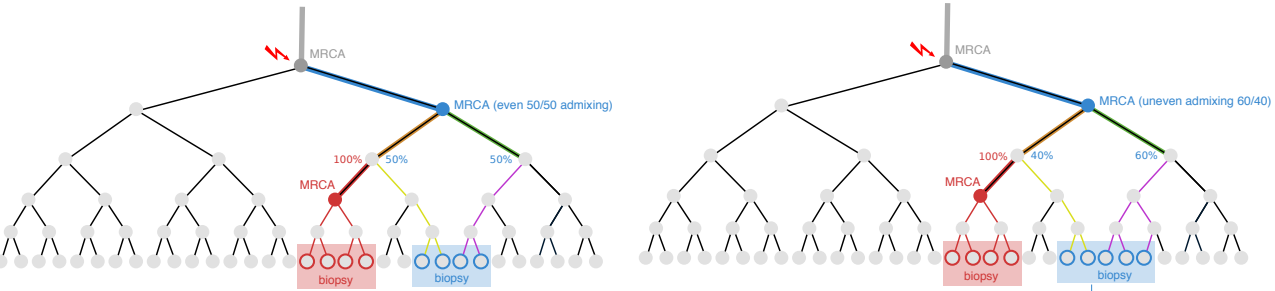 MRCA
MRCA (even 50/50 admixing)
100%
50%
50%
MRCA
biopsy
biopsy
MRCA
MRCA (uneven admixing 60/40)
100%
40%
60%
MRCA
biopsy
biopsy